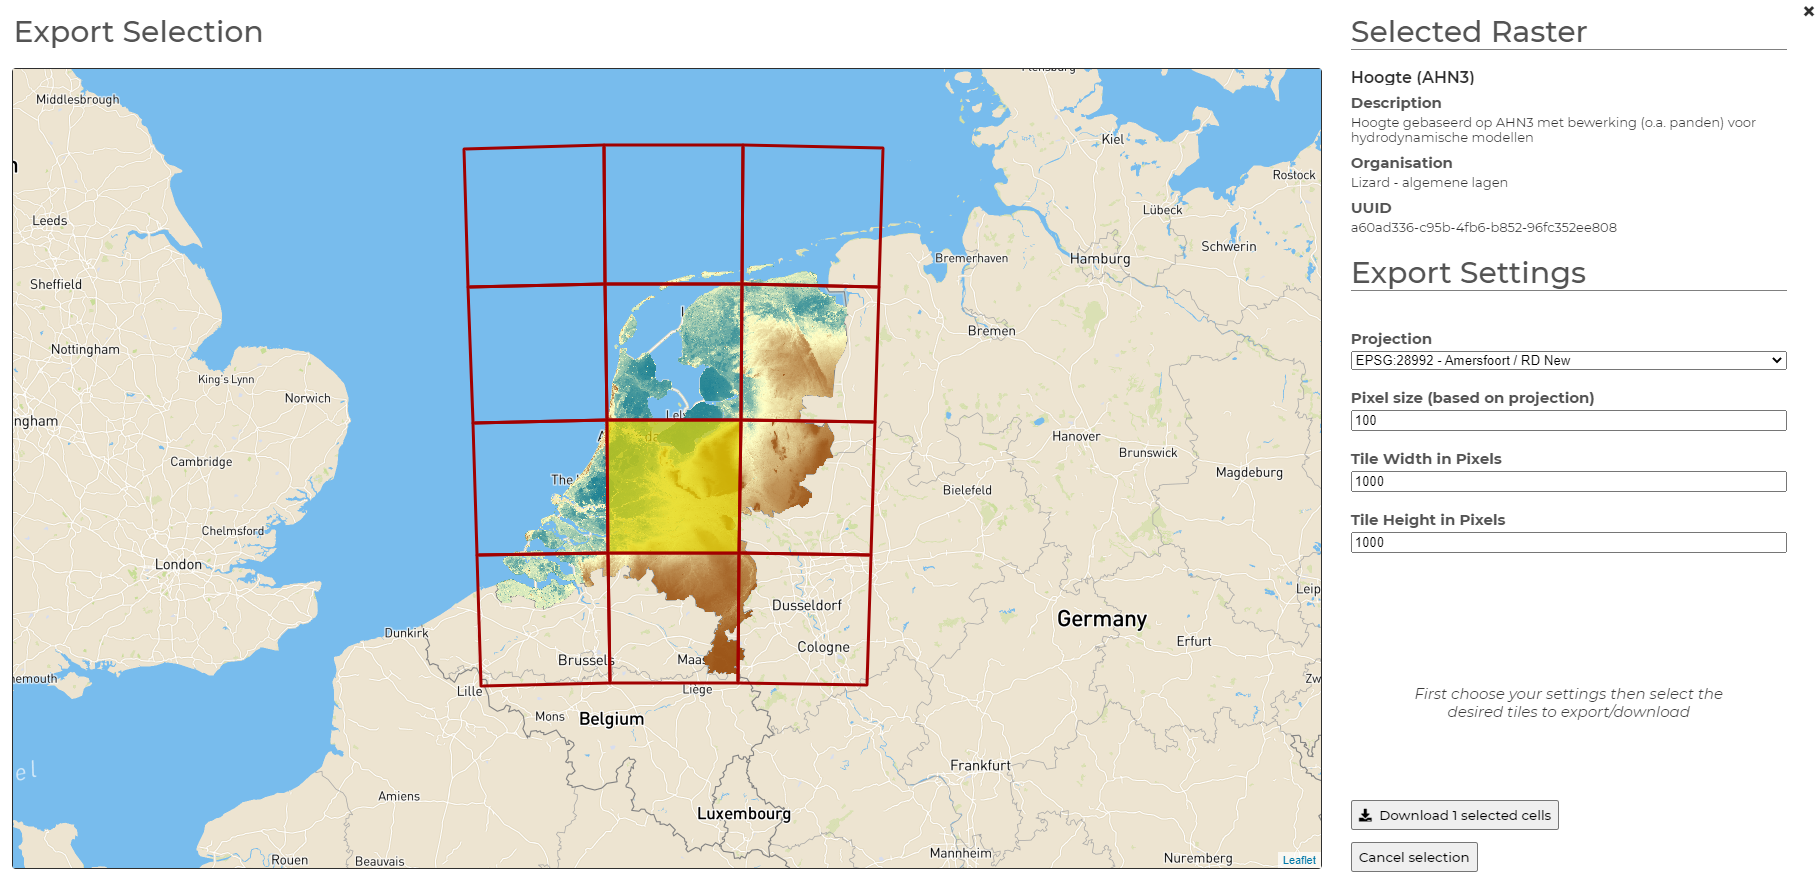 Export Selection
Selected Raster
Hoogte (AHN3)
Description
Hoogte gebaseerd op AHN3 met bewerking (o.a. panden) voor
hydrodynamische modellen
Organisation
Lizard - algemene lagen
UUID
a60ad336-c95b-4fb6-b852-96fc352ee808
Export Settings
Projection
EPSG:28992 - Amersfoort / RD New
Pixel size (based on projection)
100
Tile Width in Pixels
1000
Tile Height in Pixels
1000
First choose your settings then select the
desired tiles to export/download
Download 1 selected cells
Cancel selection
Middlesbrough
Kiel
Rostock
Leeds
Lübeck
Schwerin
Bremerhaven
Hamburg
Sheffield
Bremen
Nottingham
King's Lynn
Norwich
ngham
Hanover
Brunswick
Cambridge
Magdeburg
Bielefeld
Chelmsford
London
Leip
Dusseldorf
Germany
Dunkirk
Erfurt
Cologne
Brussels
Maas
emouth
Zw
Lille
Liège
Mons
Belgium
el
Frankfurt
Amiens
Luxembourg
Mannheim
Nuremberg
Rouen
Beauvais
Leaflet